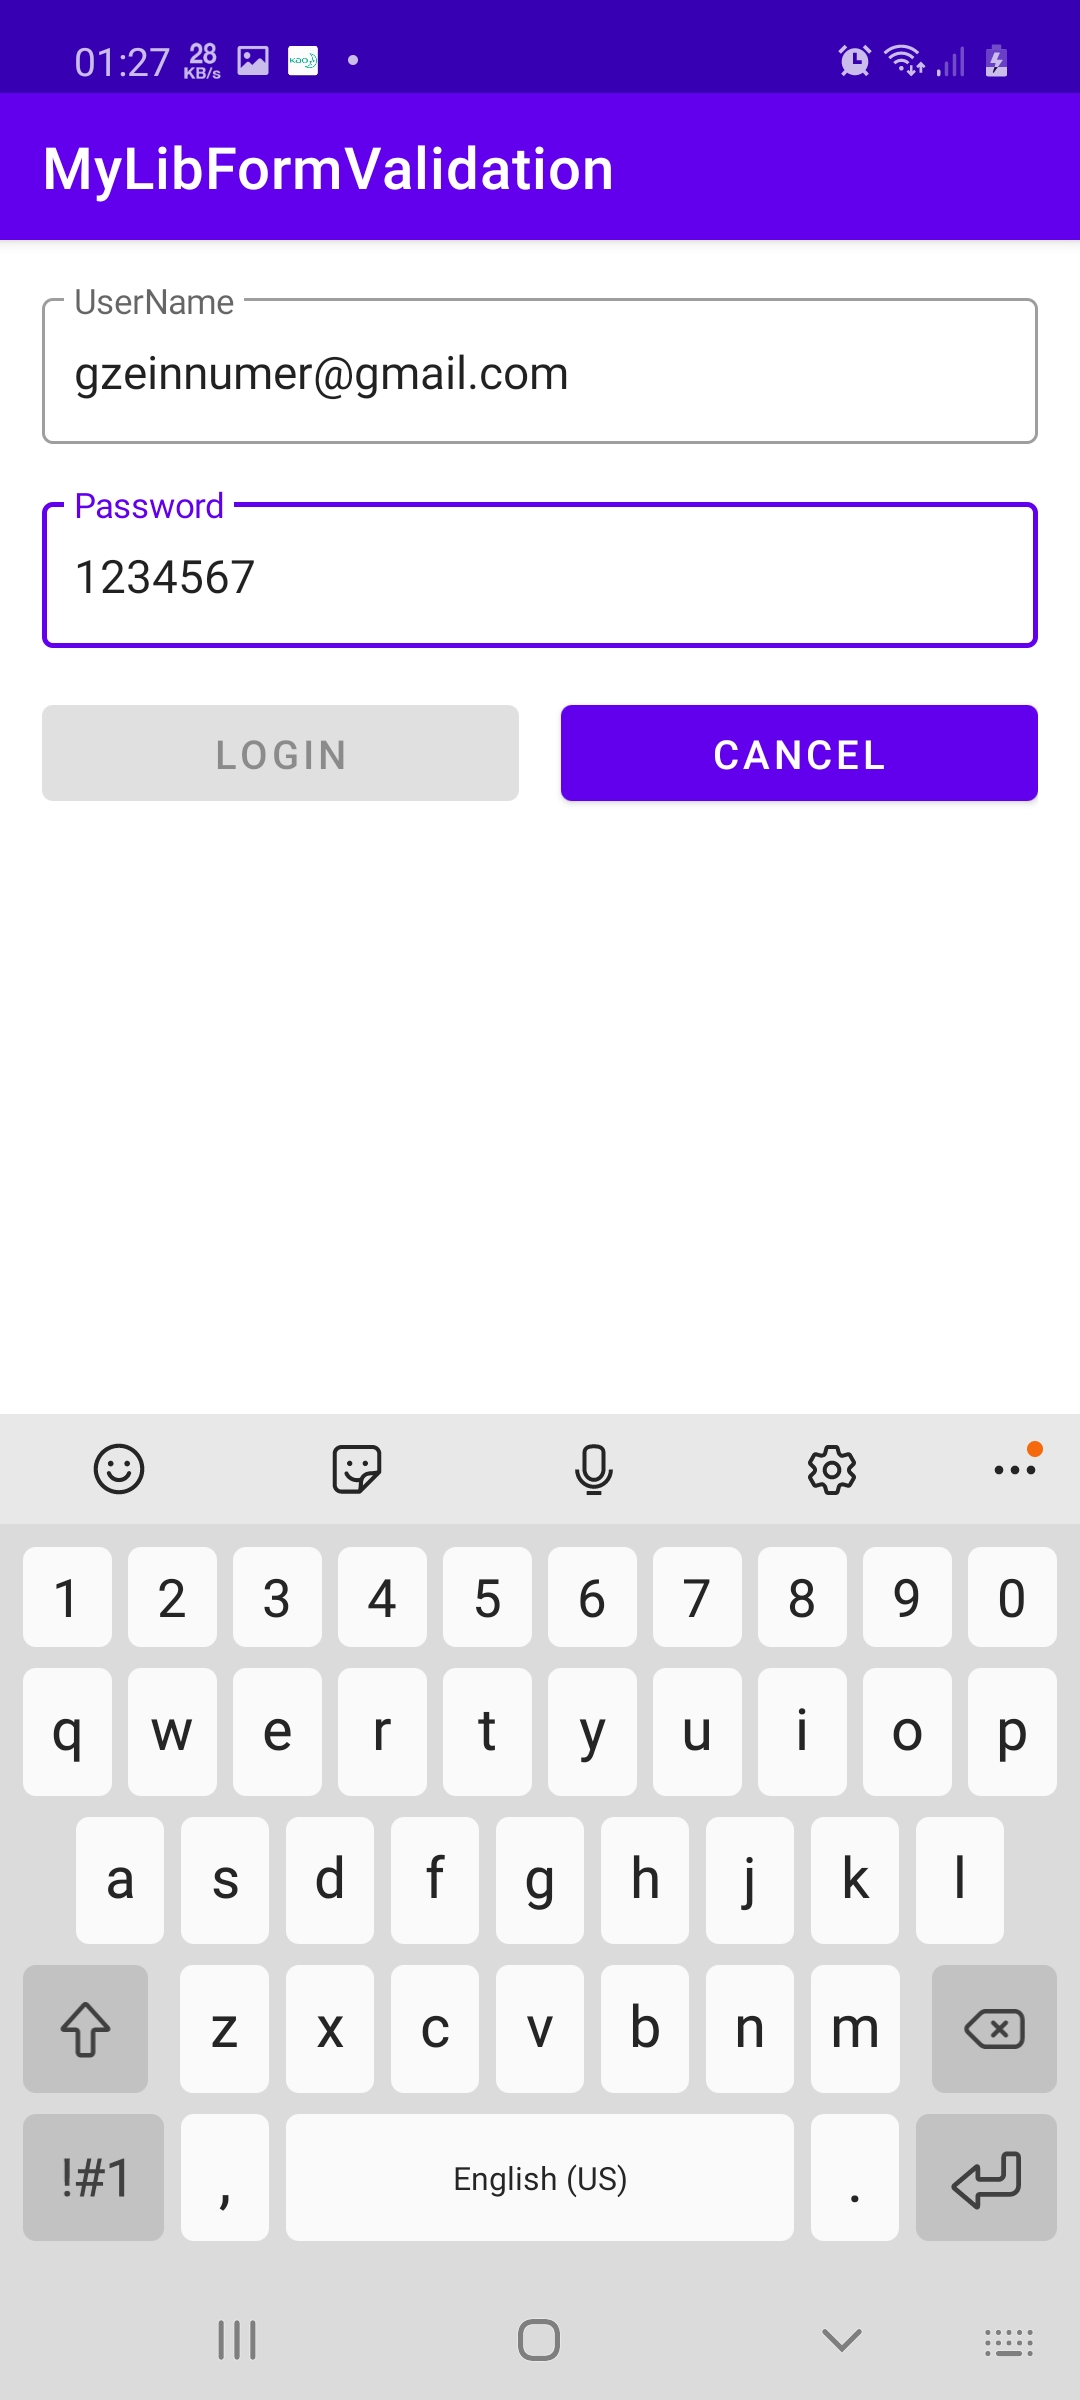 01:27 28 KB/s KAO
MyLibFormValidation
UserName
gzeinnumer@gmail.com
Password
1234567
LOGIN CANCEL
1 2 3 4 5 6 7 8 9 0
q w e r t y u i o p
a s d f g h j k l
z x c v b n m
!#1 , English (US) .